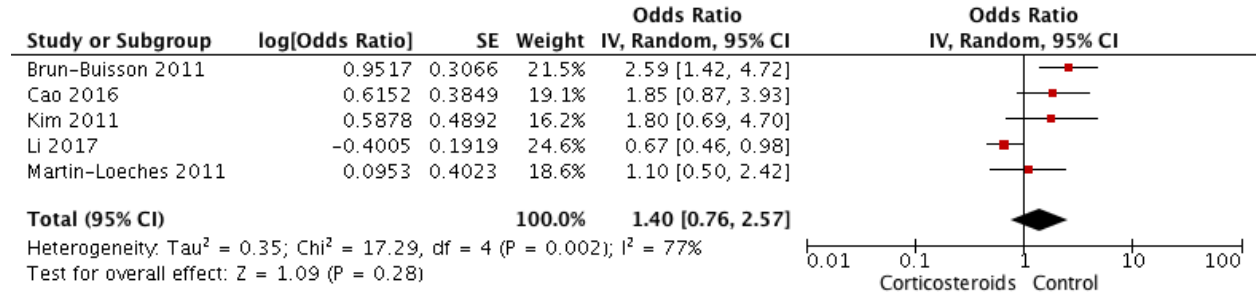 Odds Ratio Odds Ratio
Study or Subgroup log[Odds Ratio] SE Weight IV, Random, 95% CI IV, Random, 95% CI
Brun-Buisson 2011 0.9517 0.3066 21.5% 2.59 [1.42, 4.72]
Cao 2016 0.6152 0.3849 19.1% 1.85 [0.87, 3.93]
Kim 2011 0.5878 0.4892 16.2% 1.80 [0.69, 4.70]
Li 2017 -0.4005 0.1919 24.6% 0.67 [0.46, 0.98]
Martin-Loeches 2011 0.0953 0.4023 18.6% 1.10 [0.50, 2.42]
Total (95% CI) 100.0% 1.40 [0.76, 2.57]
Heterogeneity: Tau² = 0.35; Chi² = 17.29, df = 4 (P = 0.002); I² = 77%
Test for overall effect: Z = 1.09 (P = 0.28)
0.01 0.1 1 10 100
Corticosteroids Control